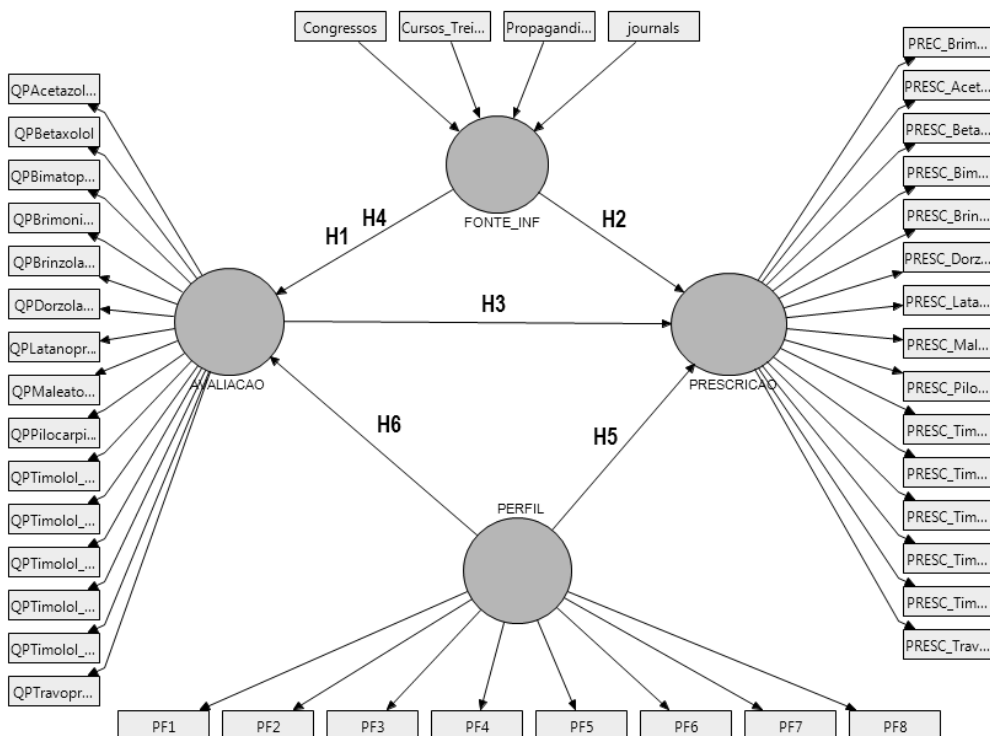 Congressos
Cursos_Trei...
Propagandi...
journals
QPAcetazol...
QPBetaxolol
QPBimatop...
QPBrimoni...
QPBrinzola...
QPDorzola...
QPLatanopr...
QPMaleato...
QPPilocarpi...
QPTimolol_...
QPTimolol_...
QPTimolol_...
QPTimolol_...
QPTimolol_...
QPTravopr...
FONTE_INF
H4
H1
H2
H3
AVALIACAO
PRESCRICAO
H6
H5
PERFIL
PREC_Brim...
PRESC_Acet...
PRESC_Beta...
PRESC_Bim...
PRESC_Brin...
PRESC_Dorz...
PRESC_Lata...
PRESC_Mal...
PRESC_Pilo...
PRESC_Tim...
PRESC_Tim...
PRESC_Tim...
PRESC_Tim...
PRESC_Tim...
PRESC_Trav...
PF1
PF2
PF3
PF4
PF5
PF6
PF7
PF8